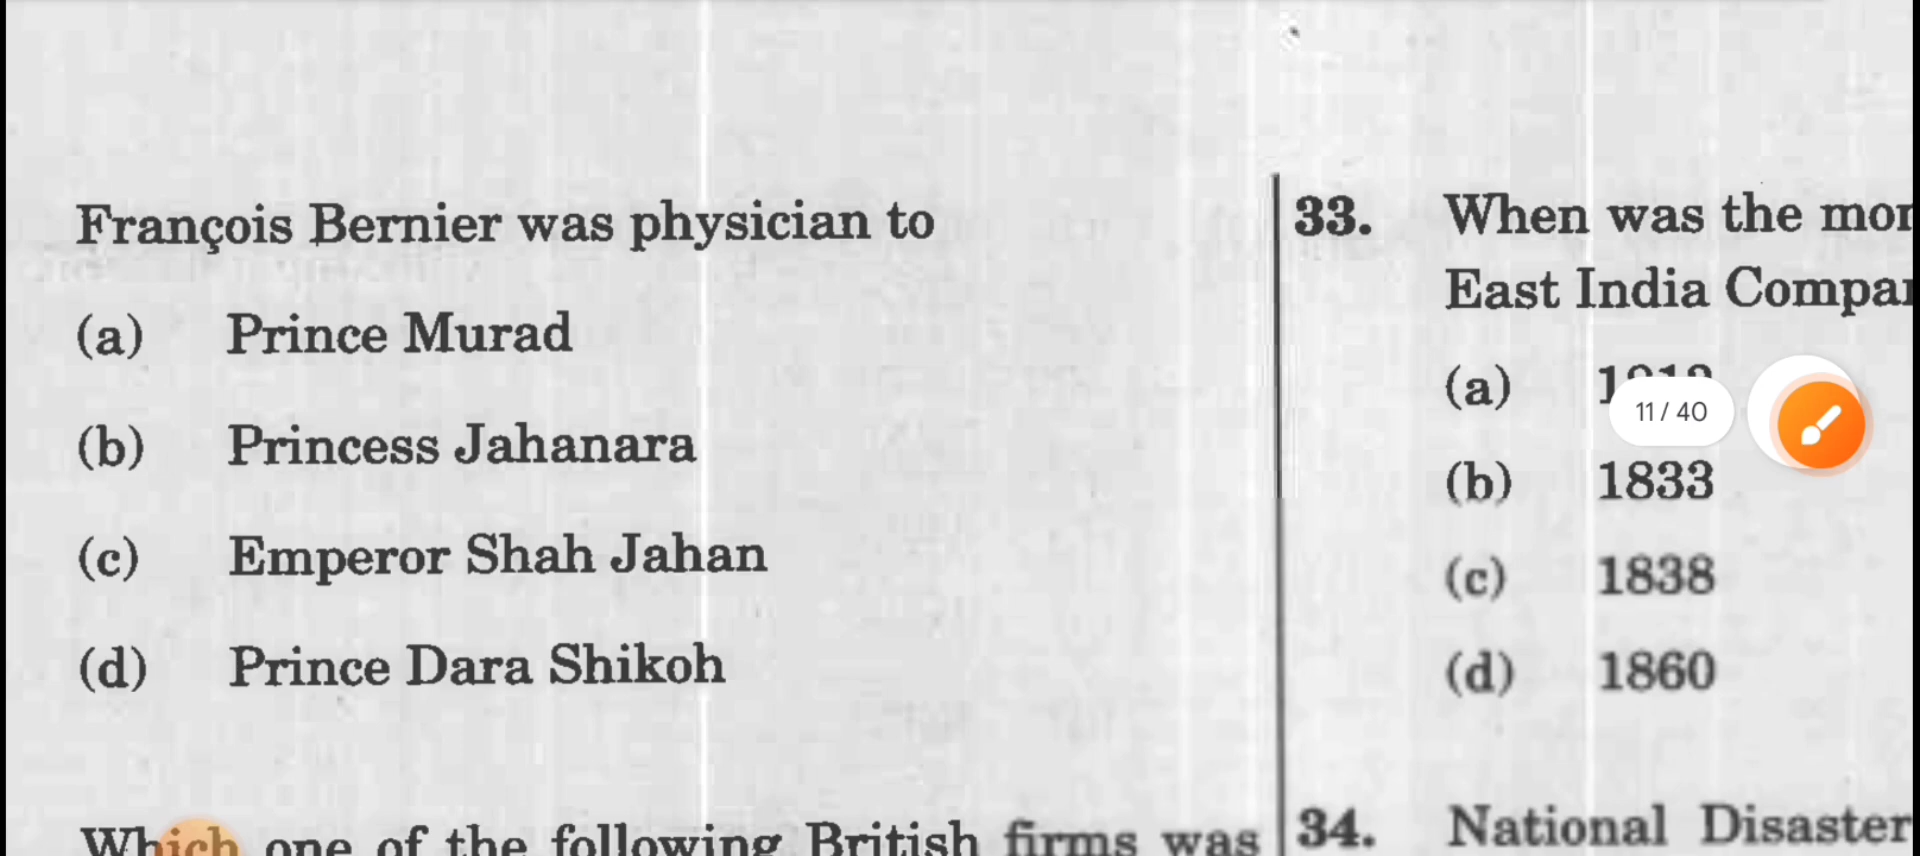 François Bernier was physician to
(a) Prince Murad
(b) Princess Jahanara
(c) Emperor Shah Jahan
(d) Prince Dara Shikoh
Which one of the following British firms was
33. When was the
East India
(a)
11 / 40
(b) 1833
(c) 1838
(d) 1860
34. National Disaster